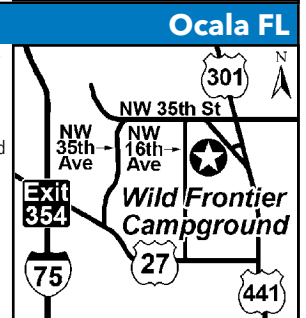 Ocala FL
N
301
NW 35th St
NW
35th
Ave
NW
16th
Ave
d
Exit
354
Wild Frontier
Campground
75
27
441